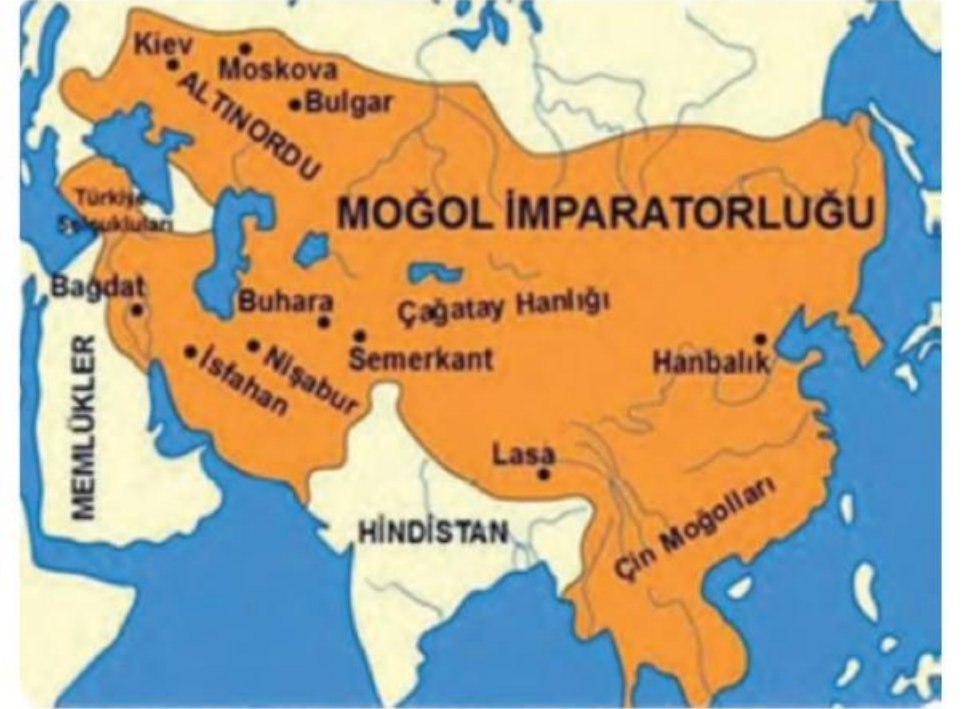 Kiev
Moskova
Bulgar
ALTINORDU
MOĞOL İMPARATORLUĞU
Türkiye
Selçukluları
Bağdat
Buhara
Çağatay Hanlığı
Semerkant
Nişabur
İsfahan
Hanbalık
MEMLÜKLER
Lasa
HİNDİSTAN
Çin Moğolları